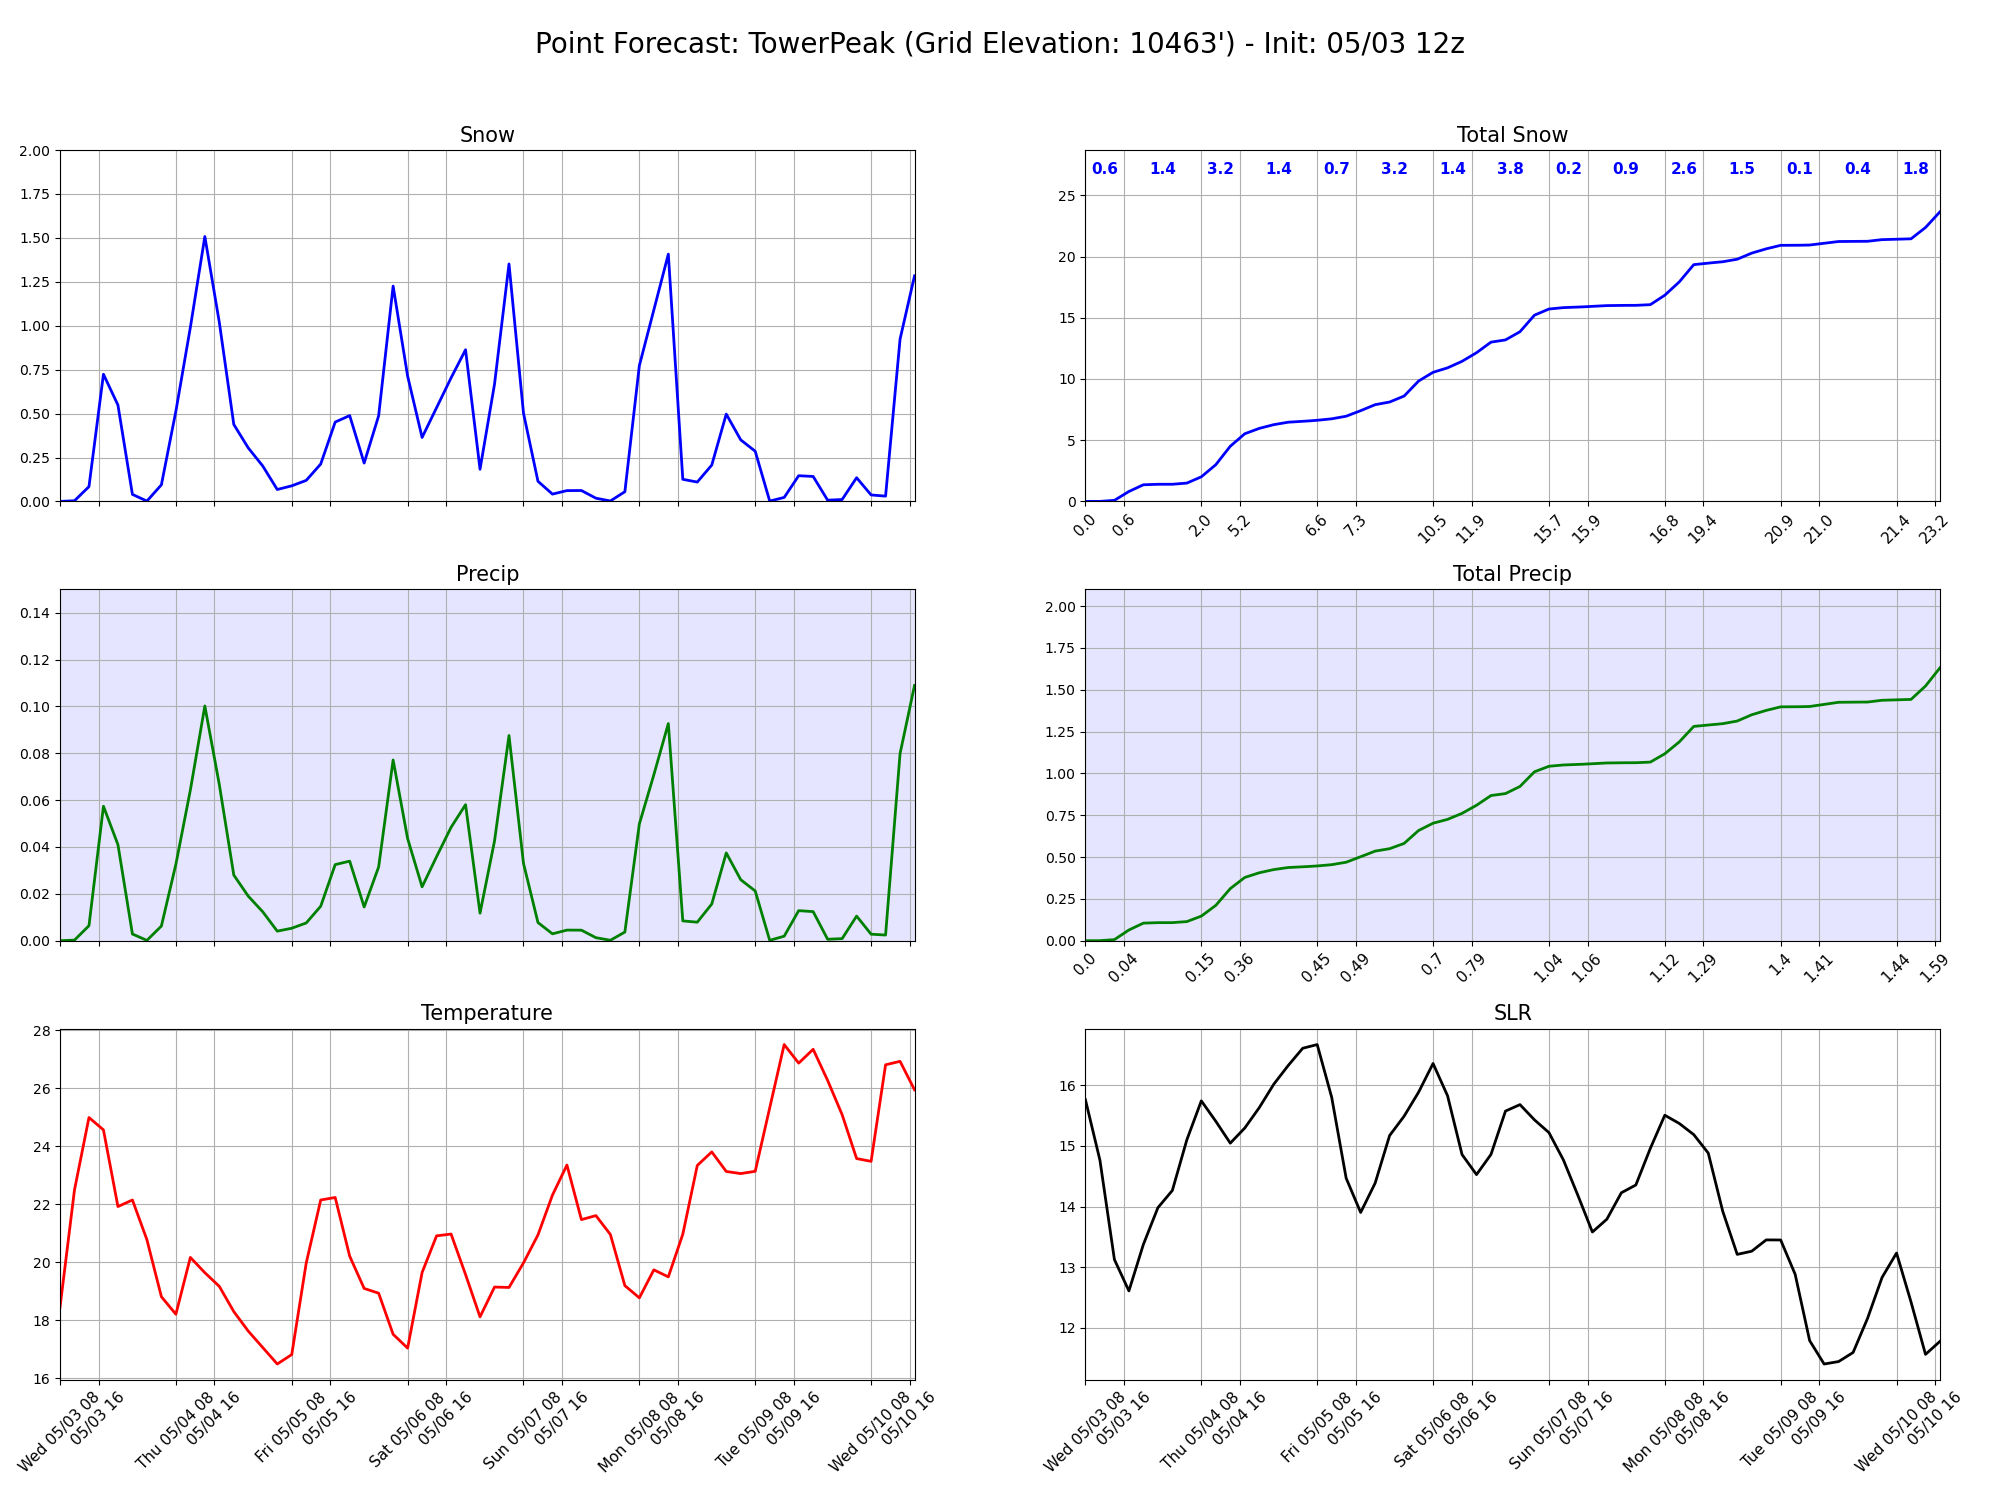 Point Forecast: TowerPeak (Grid Elevation: 10463') - Init: 05/03 12z
Snow
2.00
1.75
1.50
1.25
1.00
0.75
0.50
0.25
0.00
Total Snow
0.6 1.4 3.2 1.4 0.7 3.2 1.4 3.8 0.2 0.9 2.6 1.5 0.1 0.4 1.8
25
20
15
10
5
0
0.0 0.6 2.0 5.2 6.6 7.3 10.5 11.9 15.7 15.9 16.8 19.4 20.9 21.0 21.4 23.2
Precip
0.14
0.12
0.10
0.08
0.06
0.04
0.02
0.00
Total Precip
2.00
1.75
1.50
1.25
1.00
0.75
0.50
0.25
0.00
0.0 0.04 0.15 0.36 0.45 0.49 0.7 0.79 1.04 1.06 1.12 1.29 1.4 1.41 1.44 1.59
Temperature
28
26
24
22
20
18
16
Wed 05/03 08
05/03 16
Thu 05/04 08
05/04 16
Fri 05/05 08
05/05 16
Sat 05/06 08
05/06 16
Sun 05/07 08
05/07 16
Mon 05/08 08
05/08 16
Tue 05/09 08
05/09 16
Wed 05/10 08
05/10 16
SLR
16
15
14
13
12
Wed 05/03 08
05/03 16
Thu 05/04 08
05/04 16
Fri 05/05 08
05/05 16
Sat 05/06 08
05/06 16
Sun 05/07 08
05/07 16
Mon 05/08 08
05/08 16
Tue 05/09 08
05/09 16
Wed 05/10 08
05/10 16